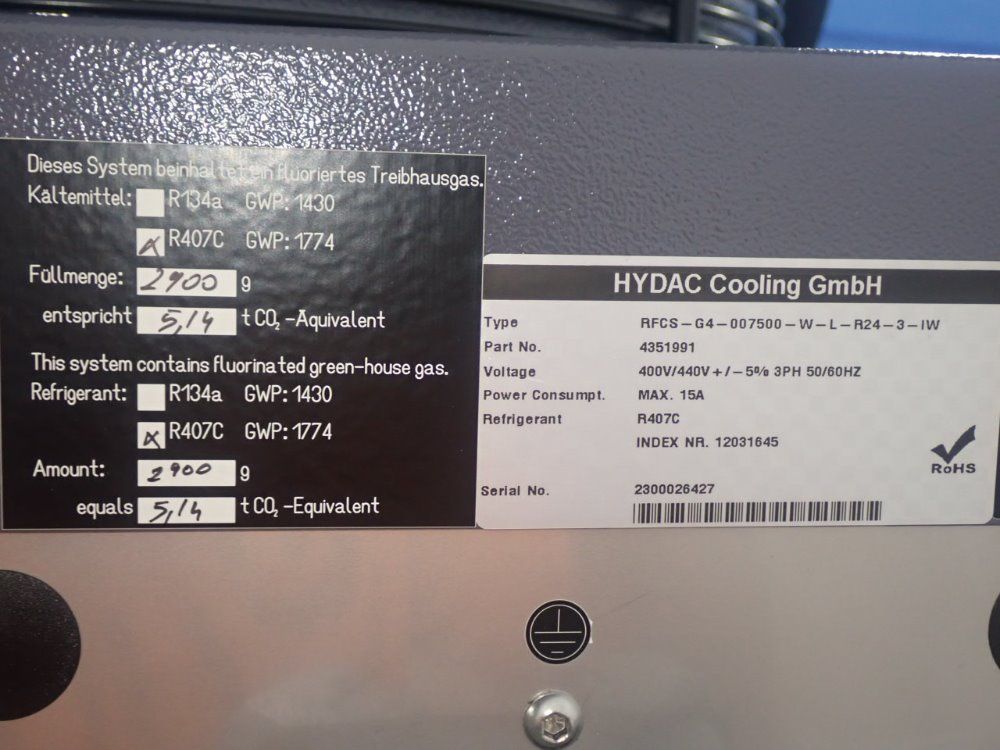 Dieses System beinhaltet ein fluoriertes Treibhausgas.
Kältemittel: R134a GWP: 1430
R407C GWP: 1774
Füllmenge: 2900 g
entspricht 5,14 t CO₂ -Äquivalent
This system contains fluorinated green-house gas.
Refrigerant: R134a GWP: 1430
R407C GWP: 1774
Amount: 2900 g
equals 5,14 t CO₂ -Equivalent
HYDAC Cooling GmbH
Type RFCS-G4-007500-W-L-R24-3-IW
Part No. 4351991
Voltage 400V/440V+/-5% 3PH 50/60HZ
Power Consumpt. MAX. 15A
Refrigerant R407C
INDEX NR. 12031645
RoHS
Serial No. 2300026427